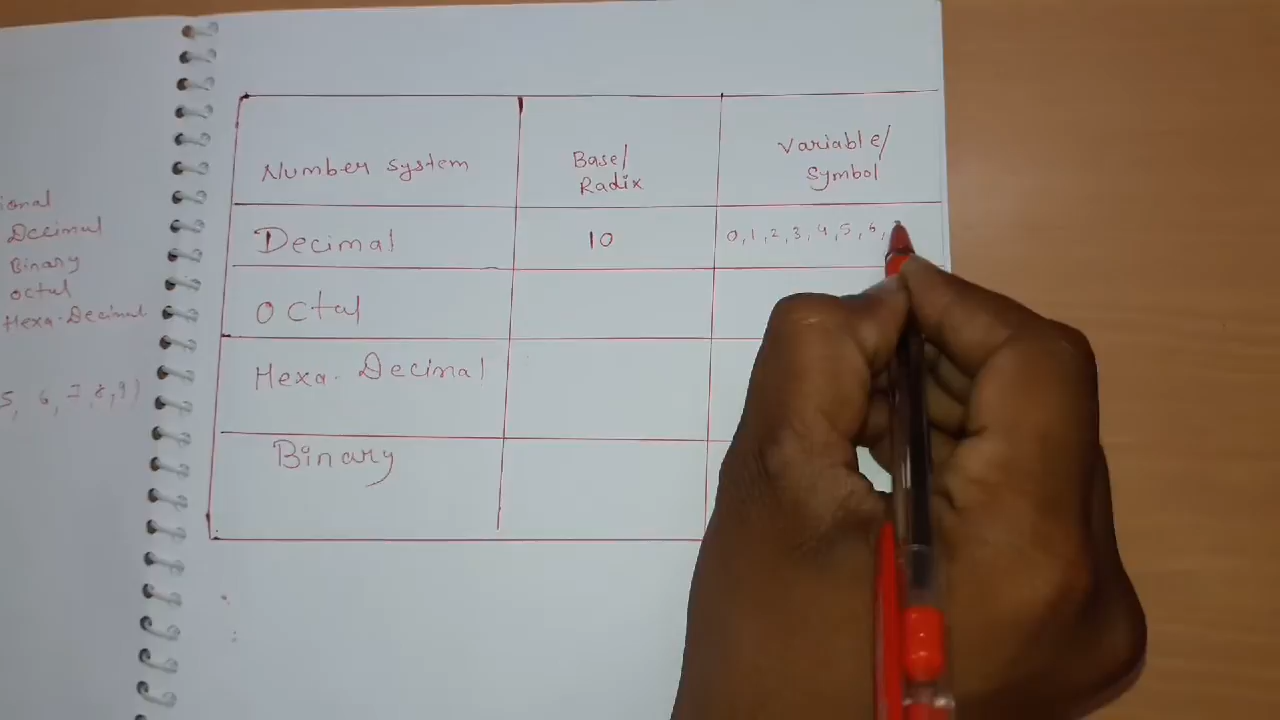 ional
Decimal
Binary
octal
Hexa-Decimal
5, 6, 7, 8, 9)
Number system
Base/
Radix
Variable/
Symbol
Decimal
10
0, 1, 2, 3, 4, 5, 6,
Octal
Hexa-Decimal
Binary